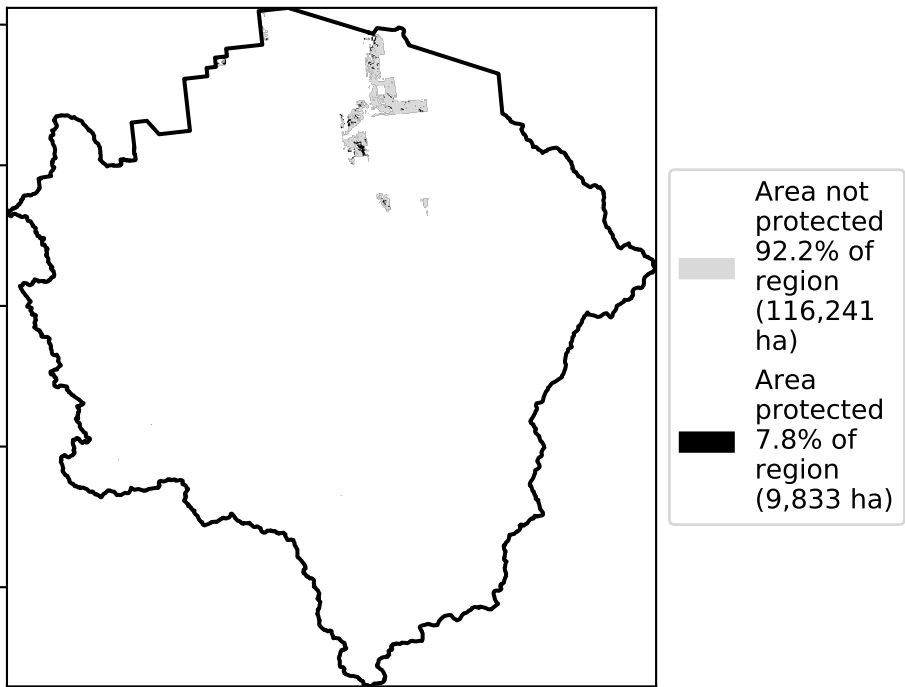 Area not
protected
92.2% of
region
(116,241
ha)
Area
protected
7.8% of
region
(9,833 ha)